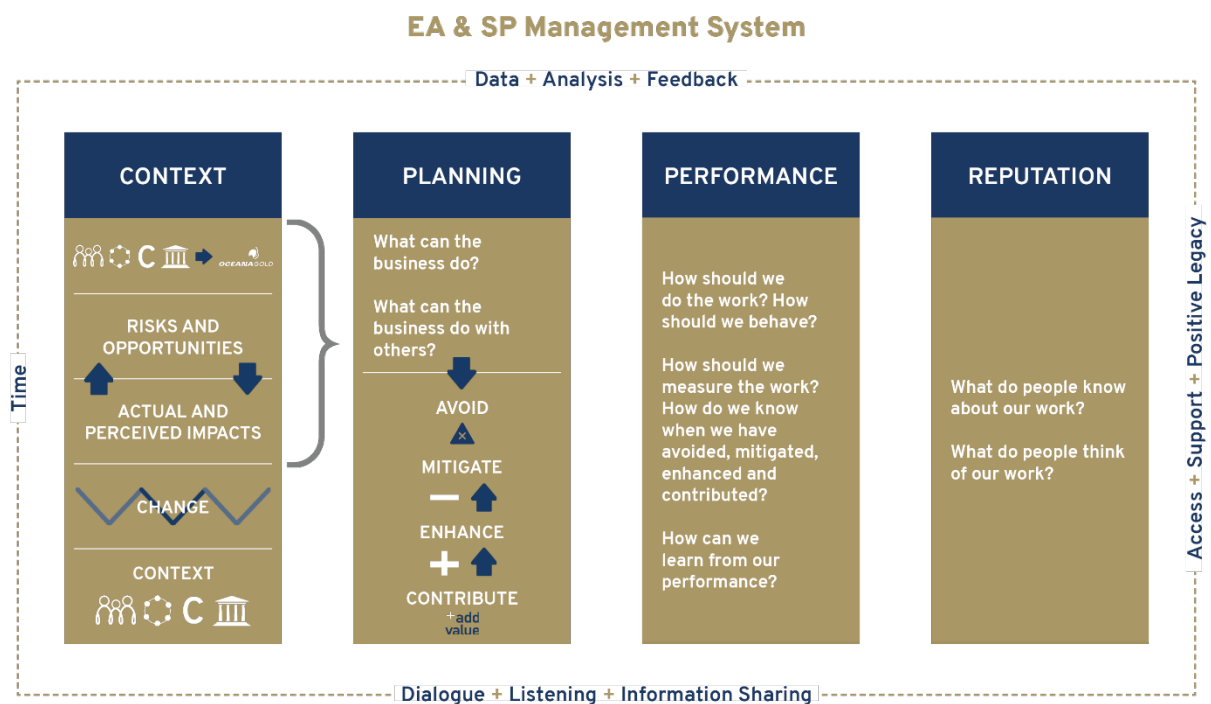 EA & SP Management System
Data + Analysis + Feedback
Time
CONTEXT
C
OCEANAGOLD
RISKS AND
OPPORTUNITIES
ACTUAL AND
PERCEIVED IMPACTS
CHANGE
CONTEXT
C
PLANNING
What can the
business do?
What can the
business do with
others?
AVOID
MITIGATE
ENHANCE
CONTRIBUTE
+add
value
PERFORMANCE
How should we
do the work? How
should we behave?
How should we
measure the work?
How do we know
when we have
avoided, mitigated,
enhanced and
contributed?
How can we
learn from our
performance?
REPUTATION
What do people know
about our work?
What do people think
of our work?
Access + Support + Positive Legacy
Dialogue + Listening + Information Sharing